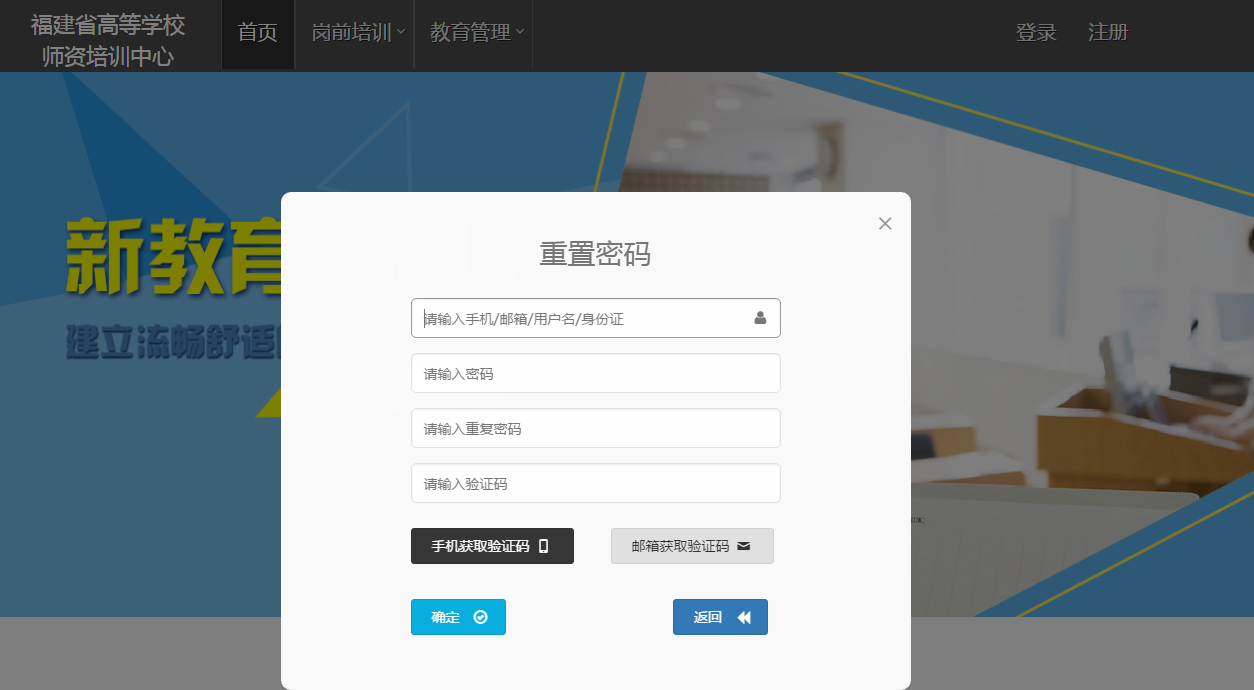 福建省高等学校
师资培训中心
首页
岗前培训
教育管理
登录
注册
新教育
建立流畅舒适
重置密码
请输入手机/邮箱/用户名/身份证
请输入密码
请输入重复密码
请输入验证码
手机获取验证码
邮箱获取验证码
确定
返回